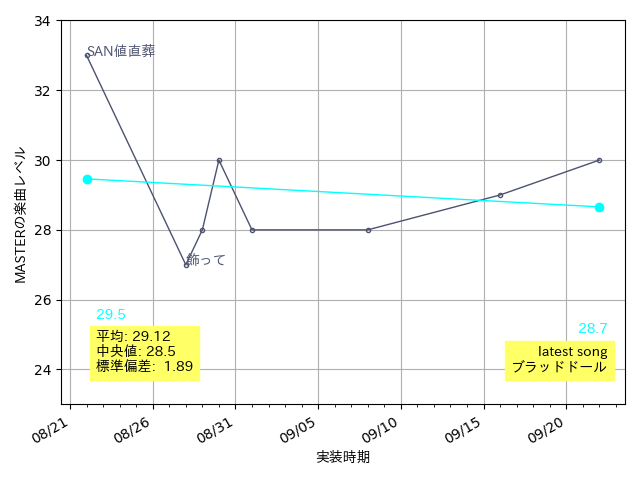 34
SAN値直葬
32
30
28
飾って
26
24
MASTERの楽曲レベル
29.5
平均: 29.12
中央値: 28.5
標準偏差: 1.89
28.7
latest song
ブラッドドール
08/21
08/26
08/31
09/05
09/10
09/15
09/20
実装時期